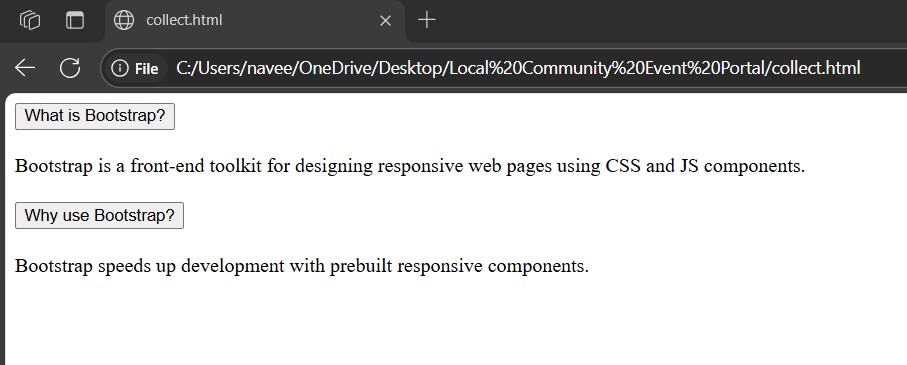 collect.html
File C:/Users/navee/OneDrive/Desktop/Local%20Community%20Event%20Portal/collect.html
What is Bootstrap?
Bootstrap is a front-end toolkit for designing responsive web pages using CSS and JS components.
Why use Bootstrap?
Bootstrap speeds up development with prebuilt responsive components.